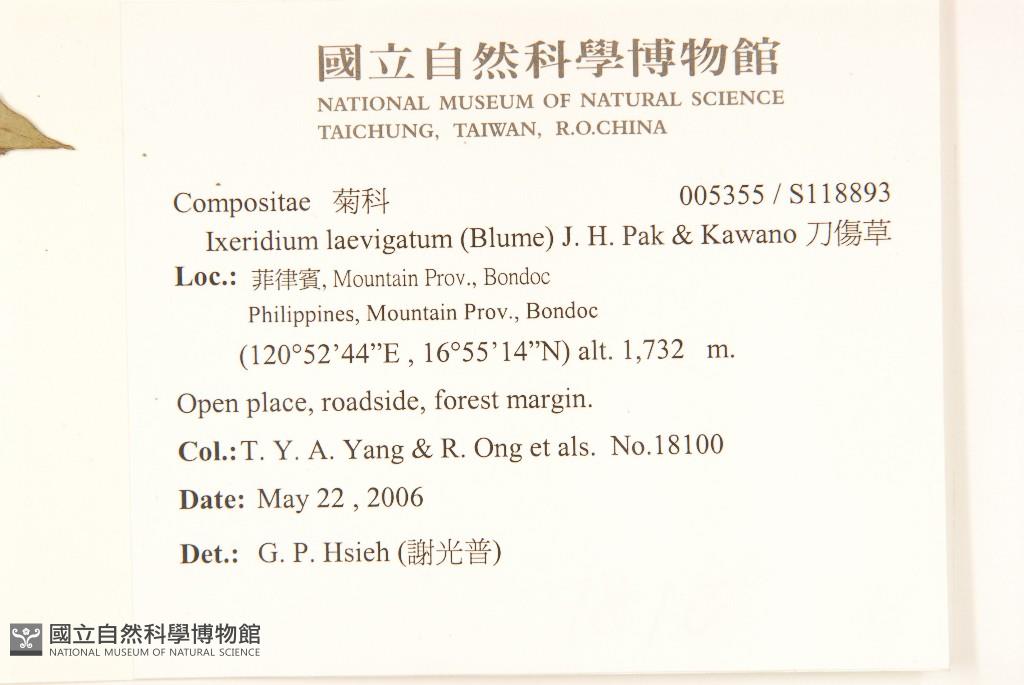 國立自然科學博物館
NATIONAL MUSEUM OF NATURAL SCIENCE
TAICHUNG, TAIWAN, R.O.CHINA
Compositae 菊科 005355 / S118893
Ixeridium laevigatum (Blume) J. H. Pak & Kawano 刀傷草
Loc.: 菲律賓, Mountain Prov., Bondoc
Philippines, Mountain Prov., Bondoc
(120°52’44”E , 16°55’14”N) alt. 1,732 m.
Open place, roadside, forest margin.
Col.: T. Y. A. Yang & R. Ong et als. No.18100
Date: May 22 , 2006
Det.: G. P. Hsieh (謝光普)
國立自然科學博物館
NATIONAL MUSEUM OF NATURAL SCIENCE